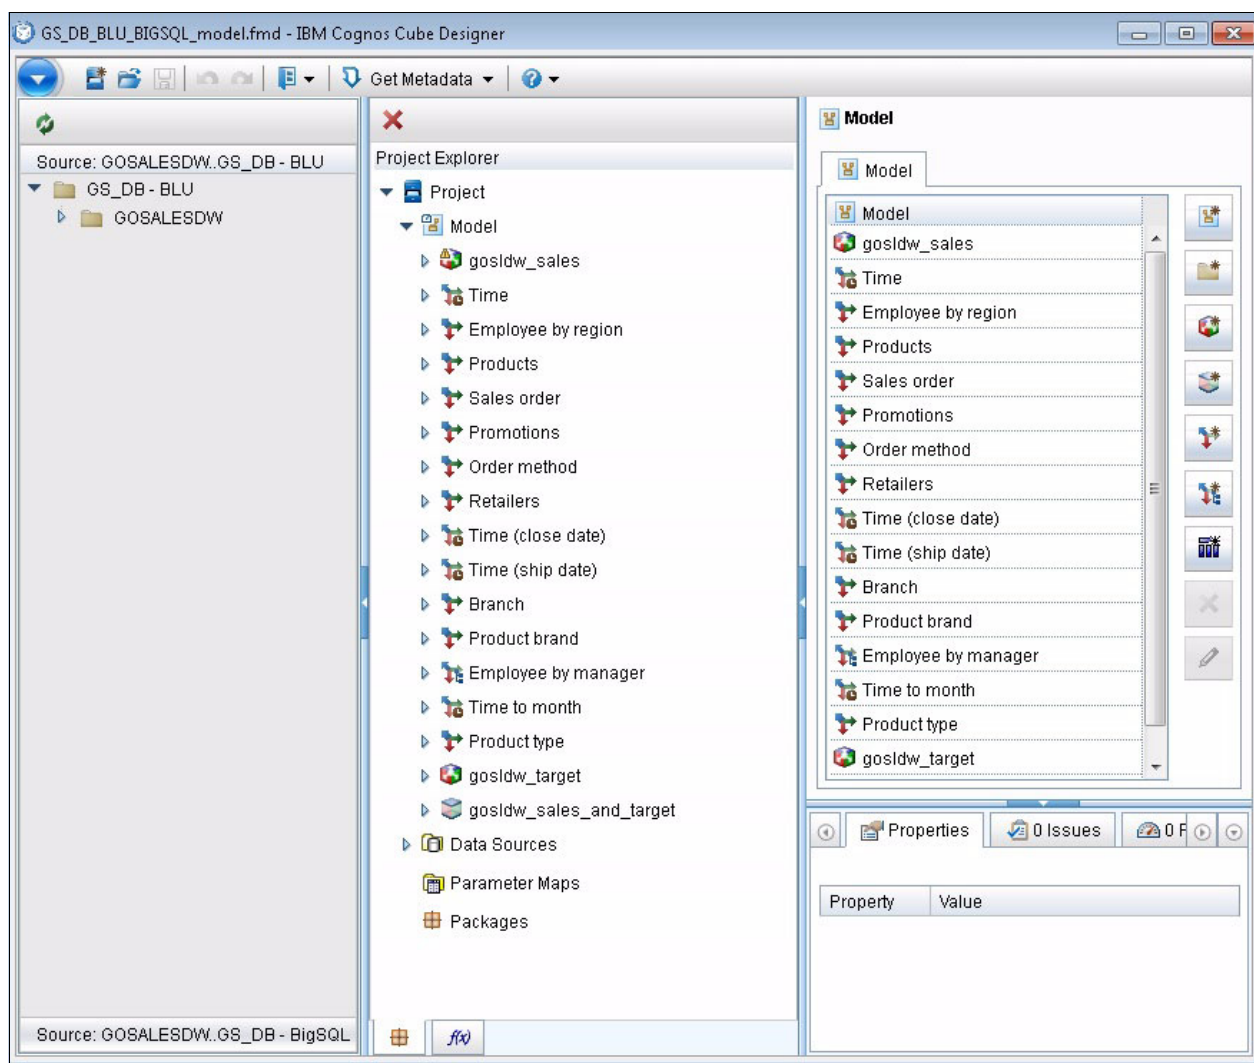 GS_DB_BLU_BIGSQL_model.fmd - IBM Cognos Cube Designer
Get Metadata
Source: GOSALESDW..GS_DB - BLU
GS_DB - BLU
GOSALESDW
Source: GOSALESDW..GS_DB - BigSQL
Project Explorer
Project
Model
gosldw_sales
Time
Employee by region
Products
Sales order
Promotions
Order method
Retailers
Time (close date)
Time (ship date)
Branch
Product brand
Employee by manager
Time to month
Product type
gosldw_target
gosldw_sales_and_target
Data Sources
Parameter Maps
Packages
f(x)
Model
Model
Model
gosldw_sales
Time
Employee by region
Products
Sales order
Promotions
Order method
Retailers
Time (close date)
Time (ship date)
Branch
Product brand
Employee by manager
Time to month
Product type
gosldw_target
Properties
0 Issues
0
Property Value